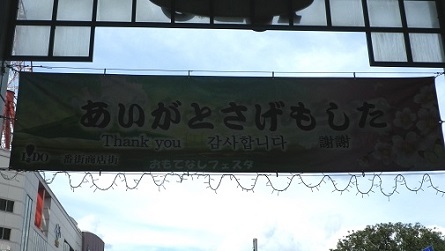 あいがとさげもした
Thank you 감사합니다 謝謝
おもてなしフェスタ